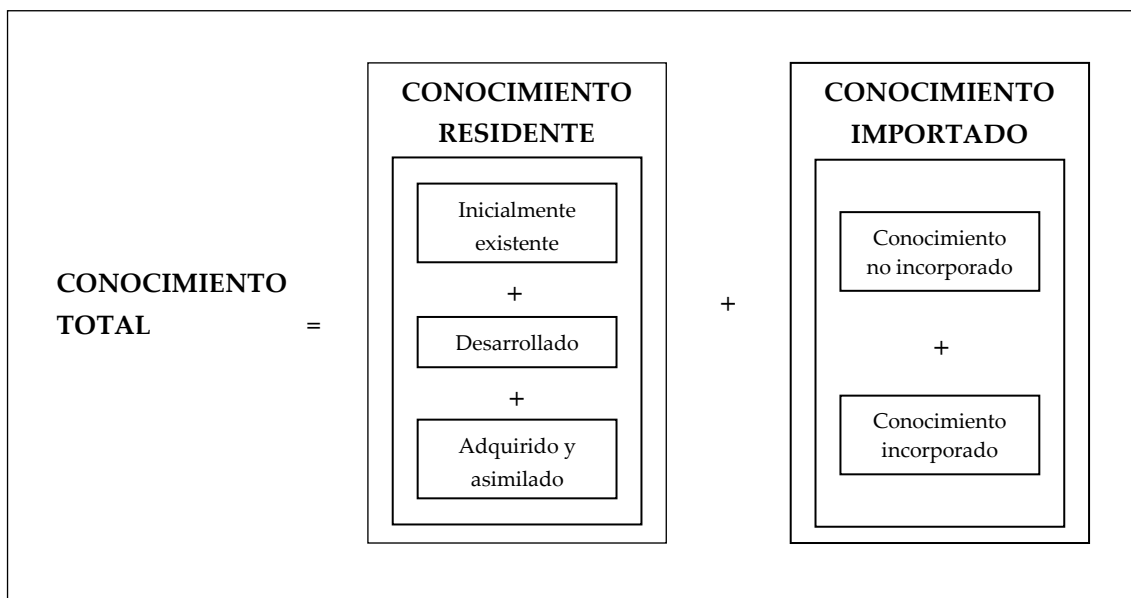 CONOCIMIENTO
TOTAL =
CONOCIMIENTO
RESIDENTE
Inicialmente
existente
+
Desarrollado
+
Adquirido y
asimilado
+
CONOCIMIENTO
IMPORTADO
Conocimiento
no incorporado
+
Conocimiento
incorporado